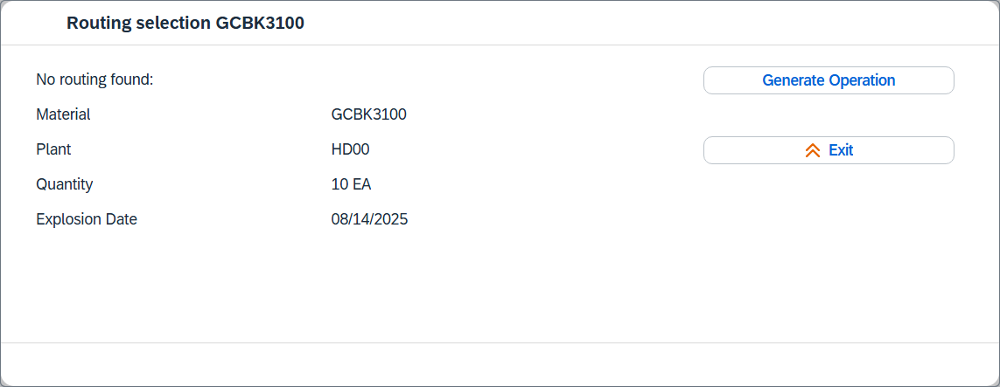 Routing selection GCBK3100
No routing found:
Generate Operation
Material GCBK3100
Plant HD00
Exit
Quantity 10 EA
Explosion Date 08/14/2025